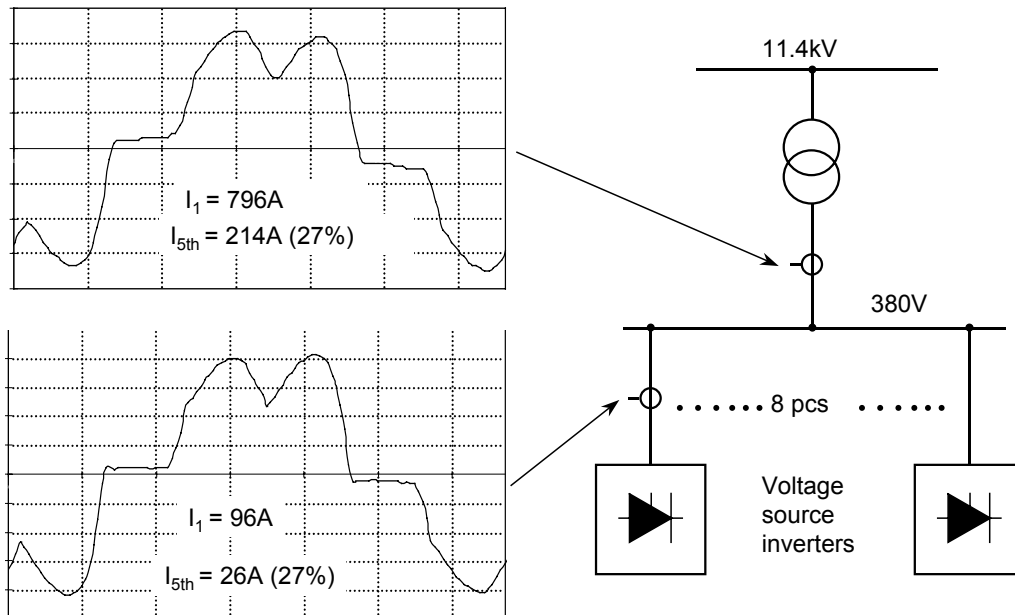 I1 = 796A
I5th = 214A (27%)
I1 = 96A
I5th = 26A (27%)
11.4kV
380V
8 pcs
Voltage
source
inverters